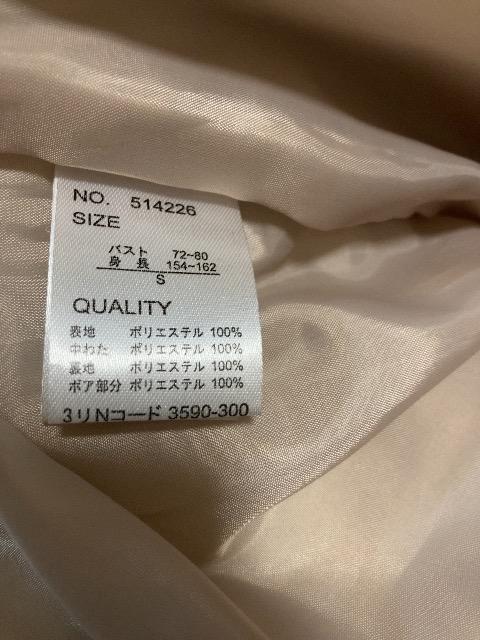 NO. 514226
SIZE
バスト 72~80
身長 154~162
S
QUALITY
表地 ポリエステル 100%
中わた ポリエステル 100%
裏地 ポリエステル 100%
ボア部分 ポリエステル 100%
3リNコード 3590-300